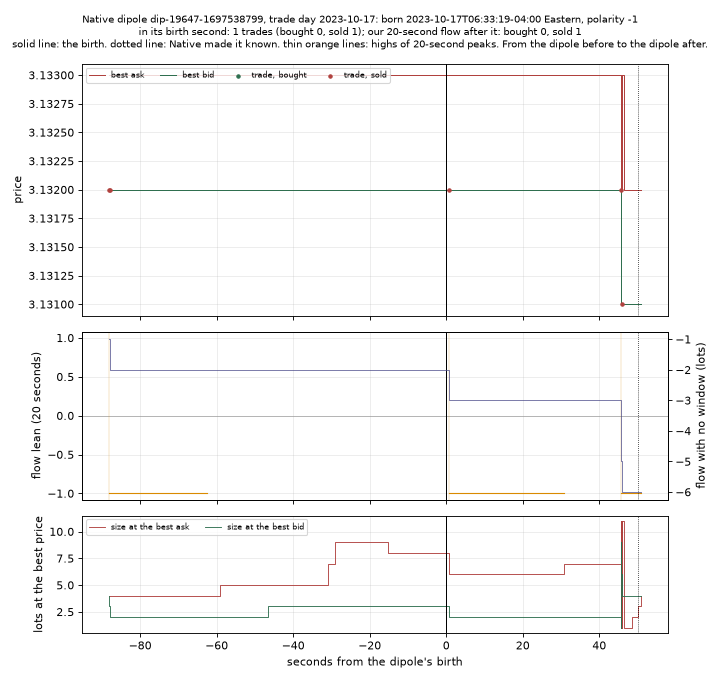 Native dipole dip-19647-1697538799, trade day 2023-10-17: born 2023-10-17T06:33:19-04:00 Eastern, polarity -1
in its birth second: 1 trades (bought 0, sold 1); our 20-second flow after it: bought 0, sold 1
solid line: the birth. dotted line: Native made it known. thin orange lines: highs of 20-second peaks. From the dipole before to the dipole after.
best ask best bid trade, bought trade, sold
3.13300
3.13275
3.13250
3.13225
3.13200
3.13175
3.13150
3.13125
3.13100
price
1.0
0.5
0.0
−0.5
−1.0
flow lean (20 seconds)
−1
−2
−3
−4
−5
−6
flow with no window (lots)
size at the best ask size at the best bid
10.0
7.5
5.0
2.5
lots at the best price
−80 −60 −40 −20 0 20 40
seconds from the dipole's birth